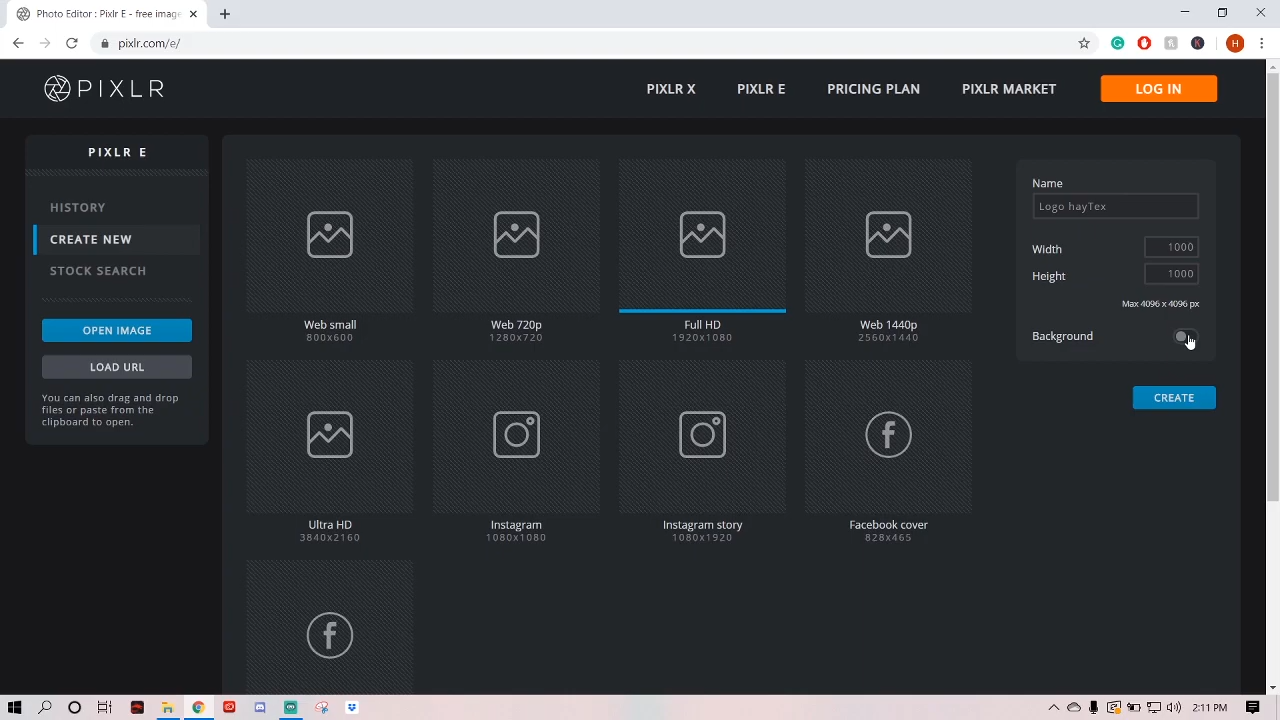 Photo Editor : Pixlr E - free image
pixlr.com/e/
H
PIXLR
PIXLR X
PIXLR E
PRICING PLAN
PIXLR MARKET
LOG IN
PIXLR E
HISTORY
CREATE NEW
STOCK SEARCH
OPEN IMAGE
LOAD URL
You can also drag and drop
files or paste from the
clipboard to open.
Web small
800x600
Web 720p
1280x720
Full HD
1920x1080
Web 1440p
2560x1440
Ultra HD
3840x2160
Instagram
1080x1080
Instagram story
1080x1920
Facebook cover
828x465
Name
Logo hayTex
Width
1000
Height
1000
Max 4096 x 4096 px
Background
CREATE
2:11 PM